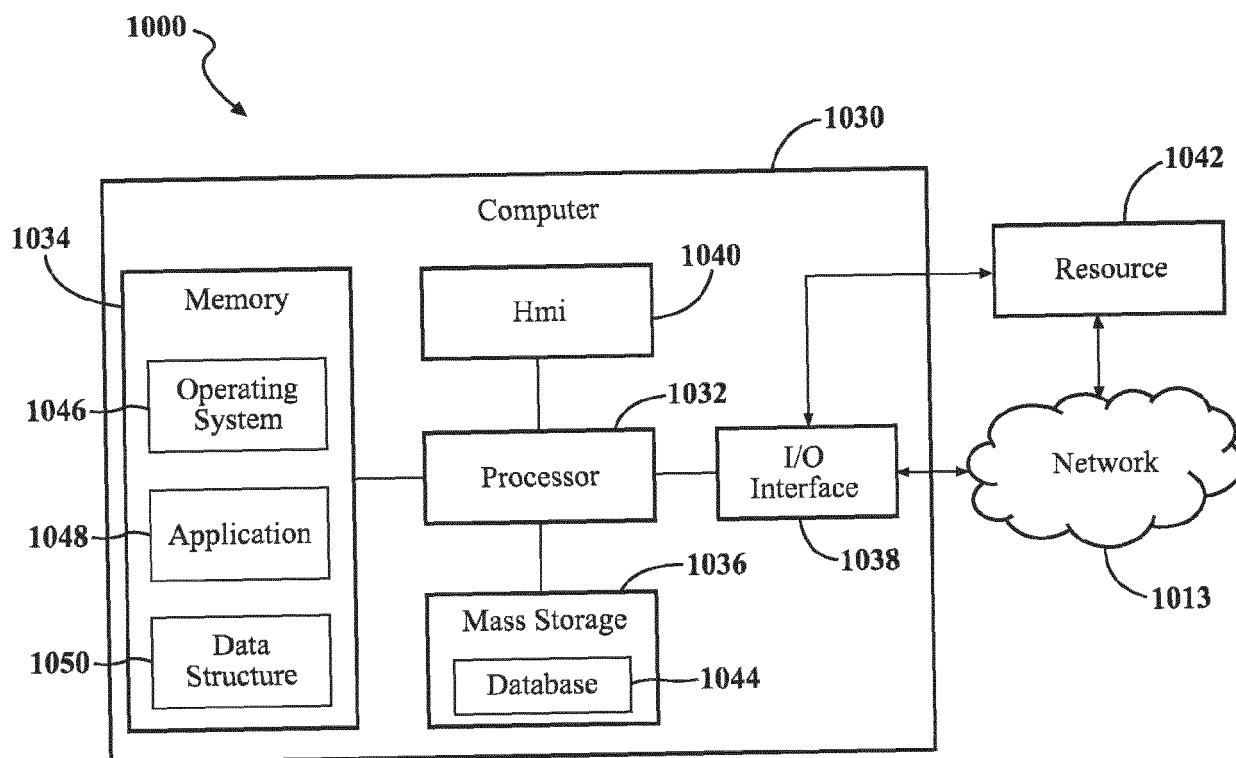 1000
1030
1042
Computer
1034
1040
Resource
Memory
Hmi
Operating
System
1046
1032
Processor
I/O
Interface
Network
1048
Application
1036
1038
1013
Mass Storage
1050
Data
Structure
Database
1044